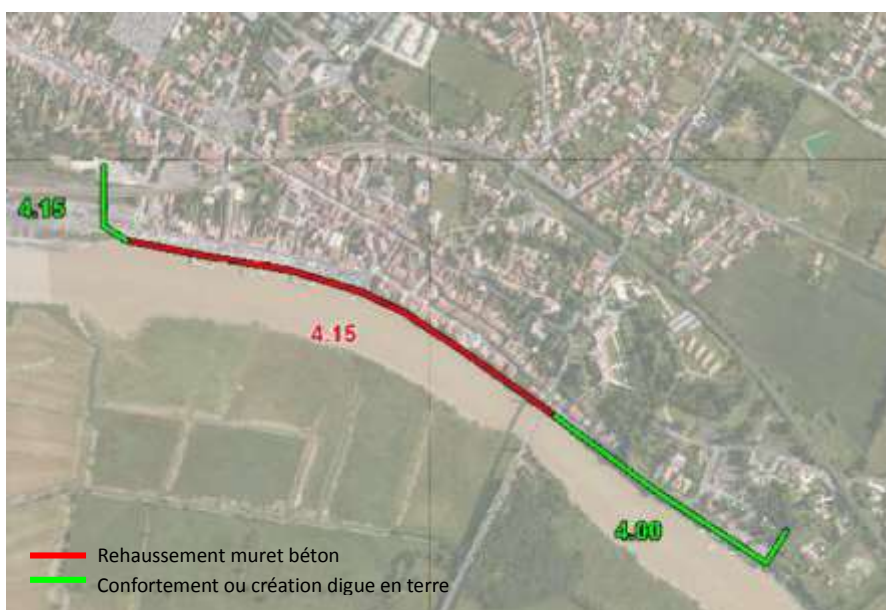 4.15
4.15
4.00
Rehaussement muret béton
Confortement ou création digue en terre